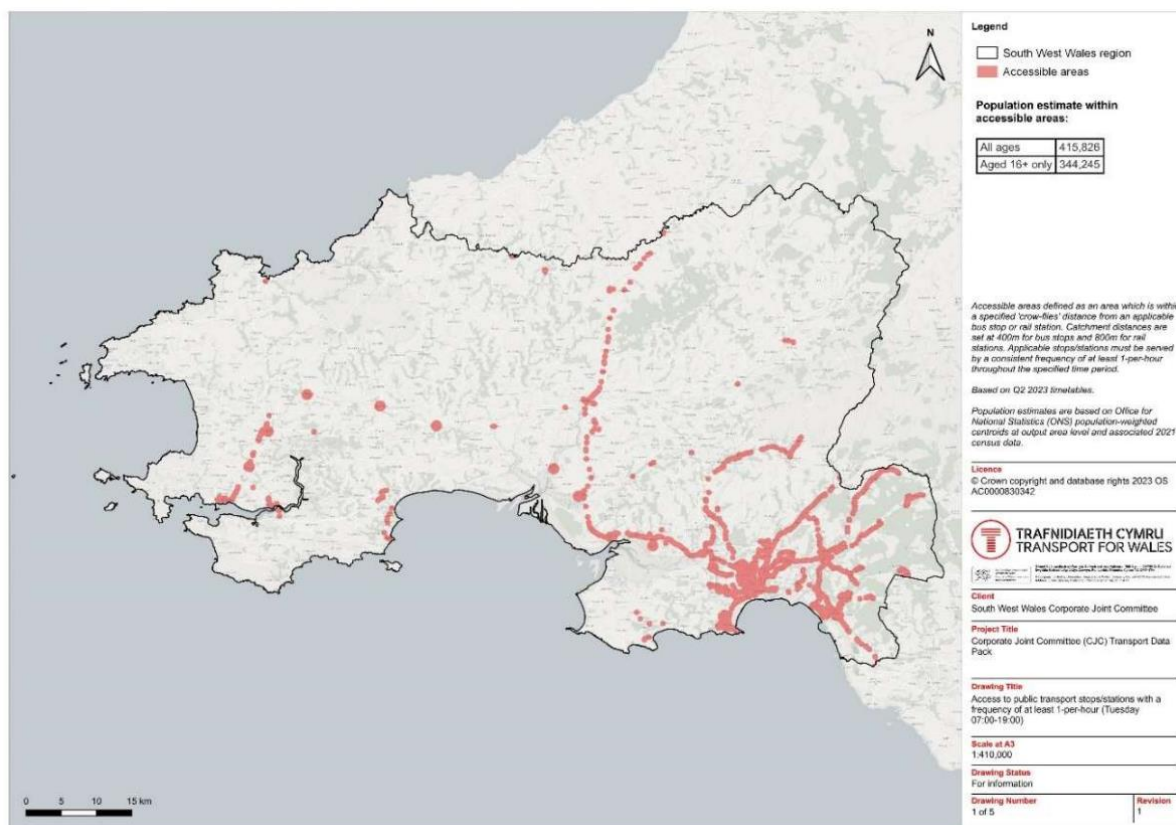 N
Legend
South West Wales region
Accessible areas
Population estimate within
accessible areas:
All ages 415,826
Aged 16+ only 344,245
Accessible areas defined as an area which is within
a specified 'crow-flies' distance from an applicable
bus stop or rail station. Catchment distances are
set at 400m for bus stops and 800m for rail
stations. Applicable stops/stations must be served
by a consistent frequency of at least 1-per-hour
throughout the specified time period.
Based on Q2 2023 timetables.
Population estimates are based on Office for
National Statistics (ONS) population-weighted
centroids at output area level and associated 2021
census data.
Licence
© Crown copyright and database rights 2023 OS
AC0000830342
TRAFNIDIAETH CYMRU
TRANSPORT FOR WALES
Client
South West Wales Corporate Joint Committee
Project Title
Corporate Joint Committee (CJC) Transport Data
Pack
Drawing Title
Access to public transport stops/stations with a
frequency of at least 1-per-hour (Tuesday
07:00-19:00)
Scale at A3
1:410,000
Drawing Status
For information
Drawing Number Revision
1 of 5 1
0 5 10 15 km